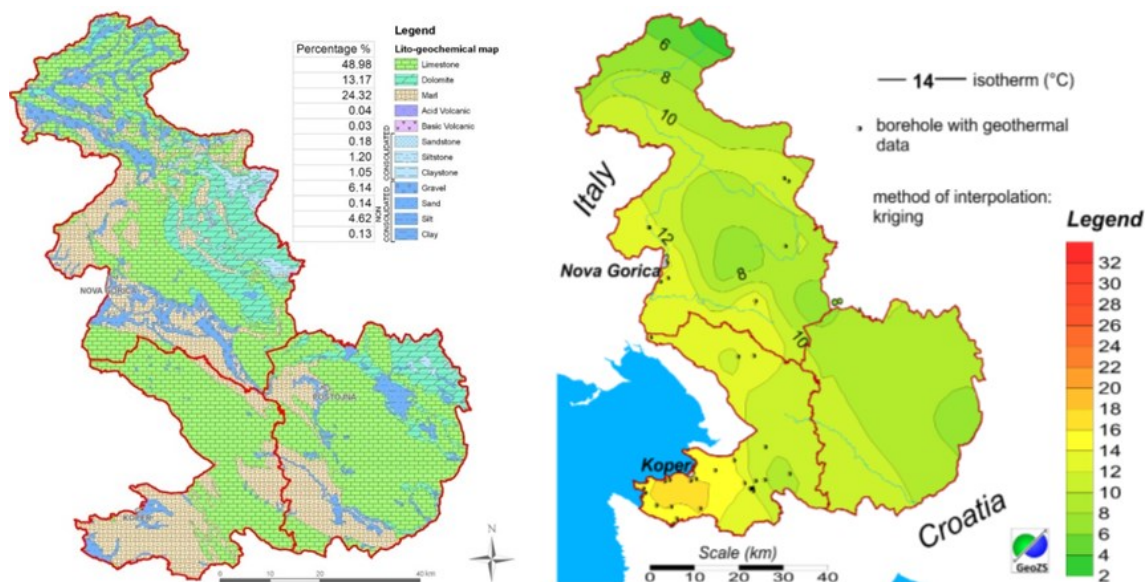 Legend
Lito-geochemical map
Percentage %
48.98 Limestone
13.17 Dolomite
24.32 Marl
0.04 Acid Volcanic
0.03 Basic Volcanic
0.18 Sandstone
1.20 Siltstone
1.05 Claystone
6.14 Gravel
0.14 Sand
4.62 Silt
0.13 Clay
CONSOLIDATED
NON CONSOLIDATED
NOVA GORICA
POSTOJNA
KOPER
N
0 10 20 40 km
6
8
10
12
8
8
10
14 isotherm (°C)
borehole with geothermal
data
method of interpolation:
kriging
Italy
Nova Gorica
Koper
Croatia
Scale (km)
0 10 20 30 40
Legend
32
30
28
26
24
22
20
18
16
14
12
10
8
6
4
2
GeoZS